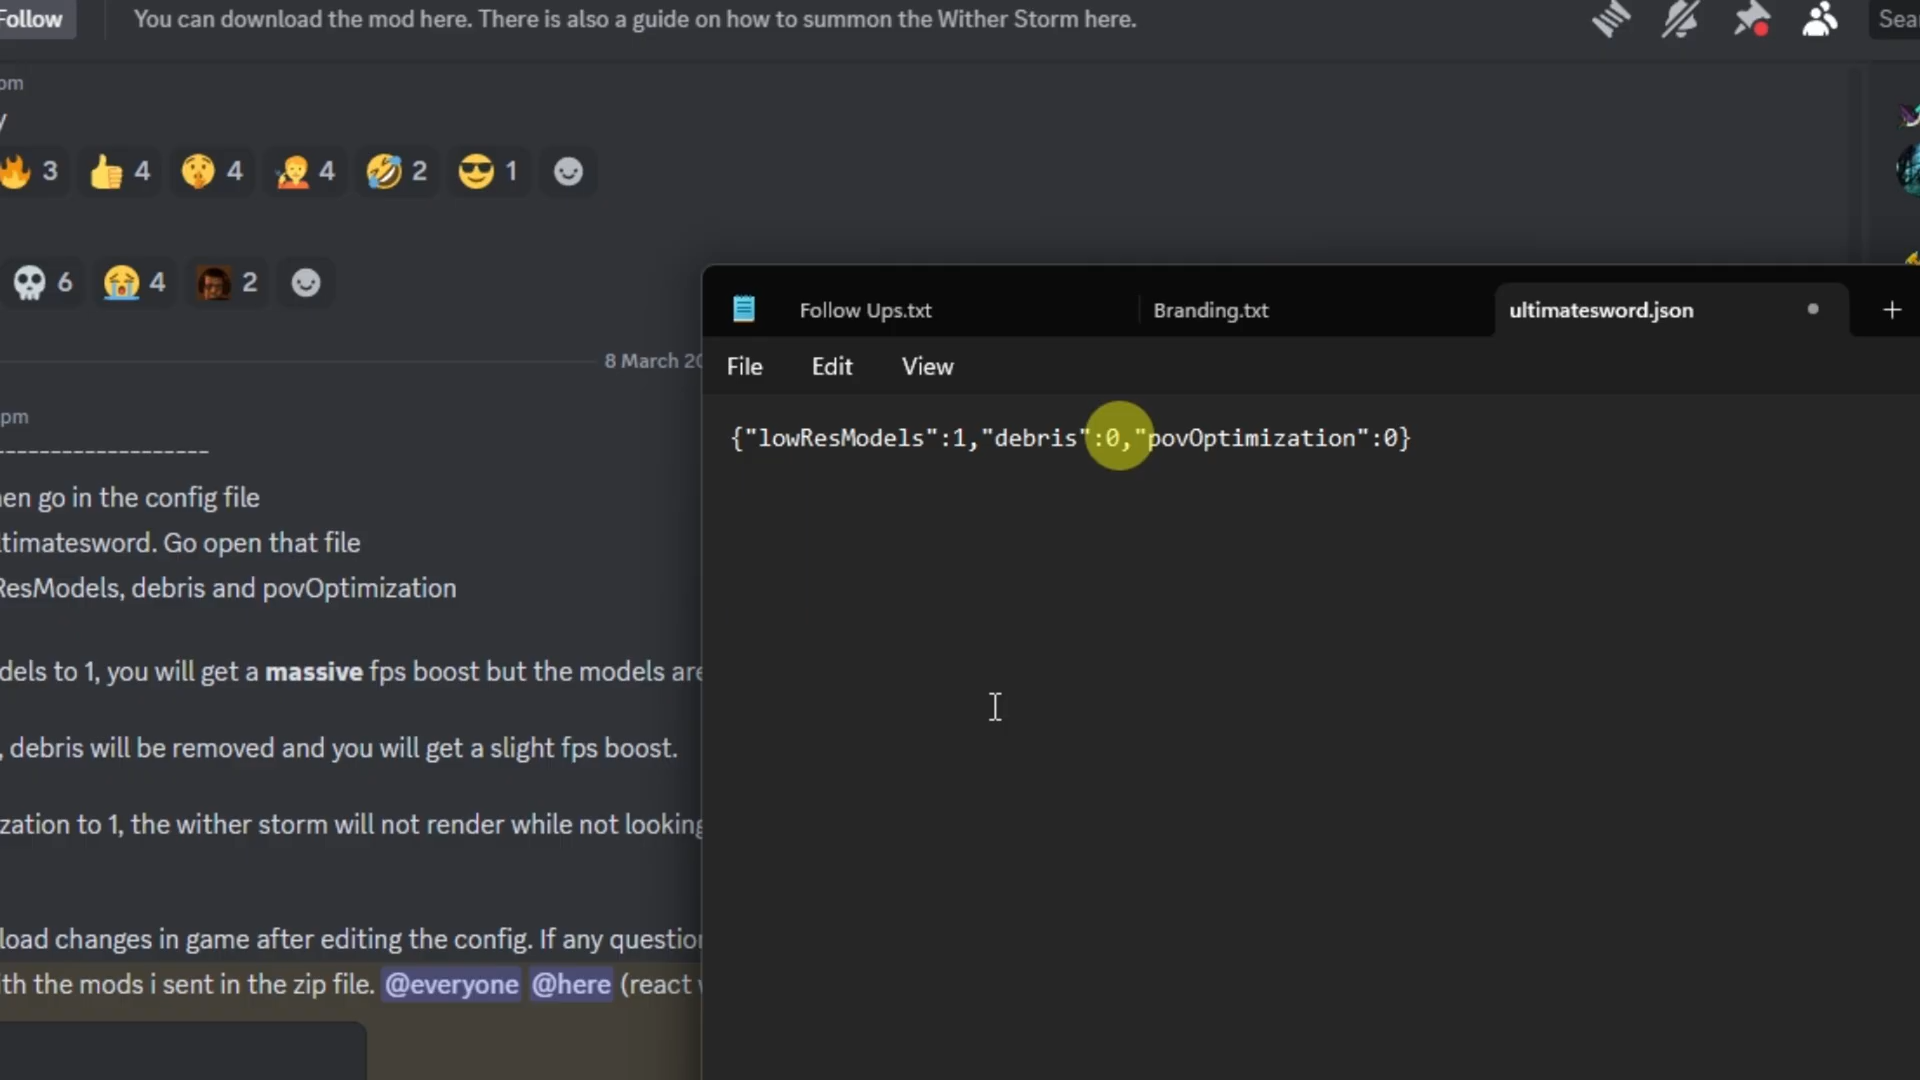 Follow
You can download the mod here. There is also a guide on how to summon the Wither Storm here.
Sea
pm
y
3 4 4 4 2 1
6 4 2
8 March 20
pm
-------------------
en go in the config file
ltimatesword. Go open that file
ResModels, debris and povOptimization
dels to 1, you will get a massive fps boost but the models are
, debris will be removed and you will get a slight fps boost.
zation to 1, the wither storm will not render while not looking
load changes in game after editing the config. If any question
th the mods i sent in the zip file. @everyone @here (react
Follow Ups.txt
Branding.txt
ultimatesword.json
File Edit View
{"lowResModels":1,"debris":0,"povOptimization":0}